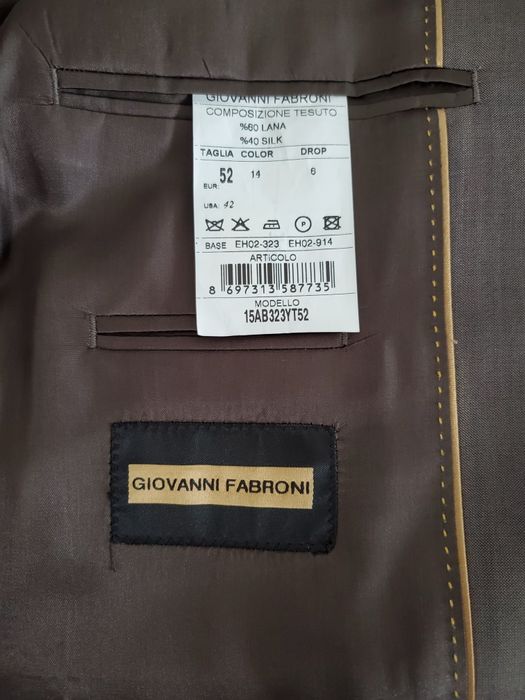 GIOVANNI FABRONI
COMPOSIZIONE TESUTO
%60 LANA
%40 SILK
TAGLIA COLOR DROP
EUR: 52 14 6
USA: 42
P
BASE EH02-323 EH02-914
ARTiCOLO
8 697313 587735
MODELLO
15AB323YT52
GIOVANNI FABRONI